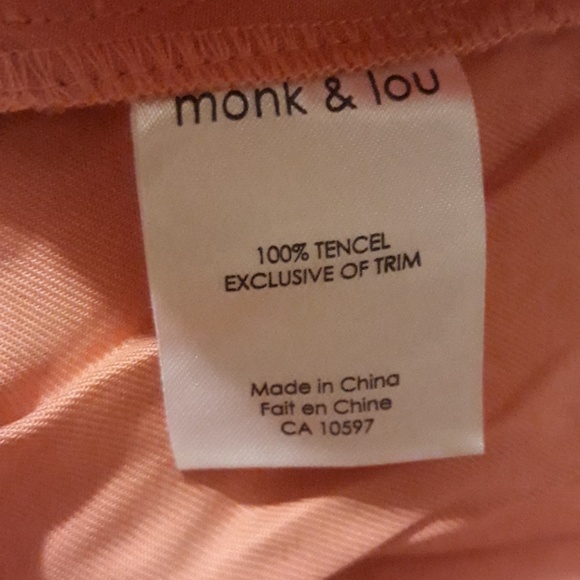 monk & lou
100% TENCEL
EXCLUSIVE OF TRIM
Made in China
Fait en Chine
CA 10597